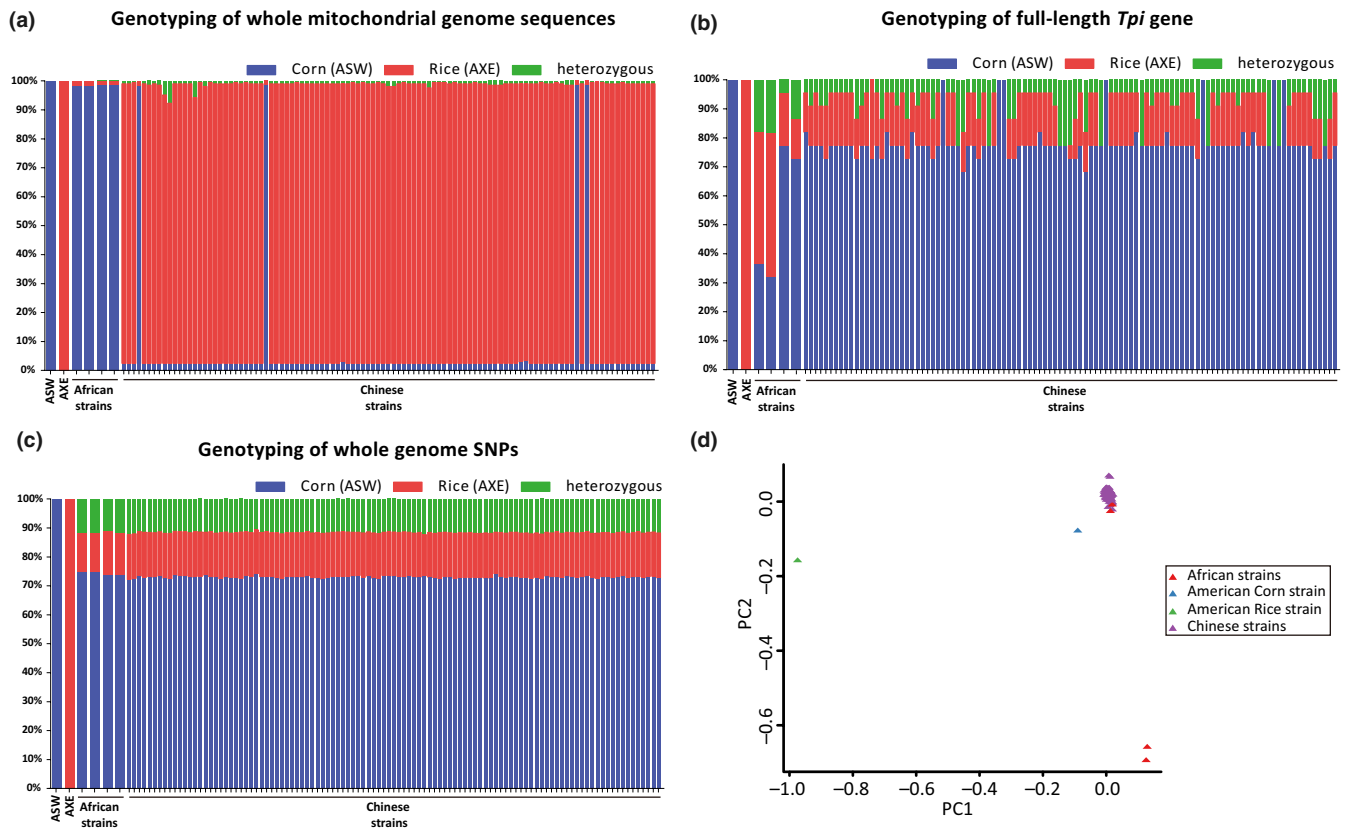 (a)
Genotyping of whole mitochondrial genome sequences
Corn (ASW) Rice (AXE) heterozygous
100%
90%
80%
70%
60%
50%
40%
30%
20%
10%
0%
ASW
AXE
African
strains
Chinese
strains
(b)
Genotyping of full-length Tpi gene
Corn (ASW) Rice (AXE) heterozygous
100%
90%
80%
70%
60%
50%
40%
30%
20%
10%
0%
ASW
AXE
African
strains
Chinese
strains
(c)
Genotyping of whole genome SNPs
Corn (ASW) Rice (AXE) heterozygous
100%
90%
80%
70%
60%
50%
40%
30%
20%
10%
0%
ASW
AXE
African
strains
Chinese
strains
(d)
PC2
0.0
−0.2
−0.4
−0.6
−1.0 −0.8 −0.6 −0.4 −0.2 0.0
PC1
African strains
American Corn strain
American Rice strain
Chinese strains